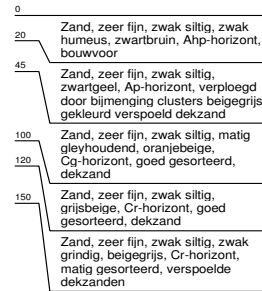 0
Zand, zeer fijn, zwak siltig, zwak
humeus, zwartbruin, Ahp-horizont,
bouwvoor
20
Zand, zeer fijn, zwak siltig,
zwartgeel, Ap-horizont, verploegd
door bijmenging clusters beigegrijs
gekleurd verspoeld dekzand
45
Zand, zeer fijn, zwak siltig, matig
gleyhoudend, oranjebeige,
Cg-horizont, goed gesorteerd,
dekzand
100
Zand, zeer fijn, zwak siltig,
grijsbeige, Cr-horizont, goed
gesorteerd, dekzand
120
Zand, zeer fijn, zwak siltig, zwak
grindig, beigegrijs, Cr-horizont,
matig gesorteerd, verspoelde
dekzanden
150